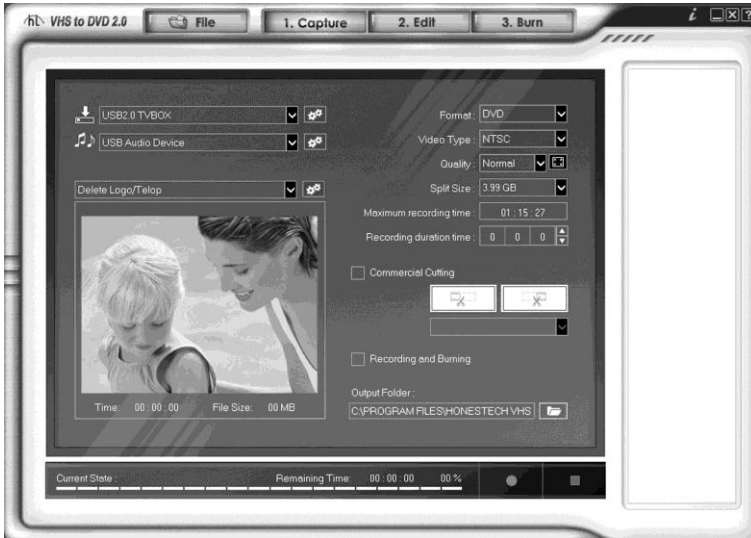 VHS to DVD 2.0
File
1. Capture
2. Edit
3. Burn
i
USB2.0 TVBOX
USB Audio Device
Delete Logo/Telop
Time: 00 : 00 . 00 File Size: 00 MB
Format : DVD
Video Type : NTSC
Quality : Normal
Split Size : 3.99 GB
Maximum recording time : 01 : 15 : 27
Recording duration time : 0 0 0
Commercial Cutting
Recording and Burning
Output Folder :
C:\PROGRAM FILES\HONESTECH VHS
Current State : Remaining Time: 00 : 00 : 00 00 %